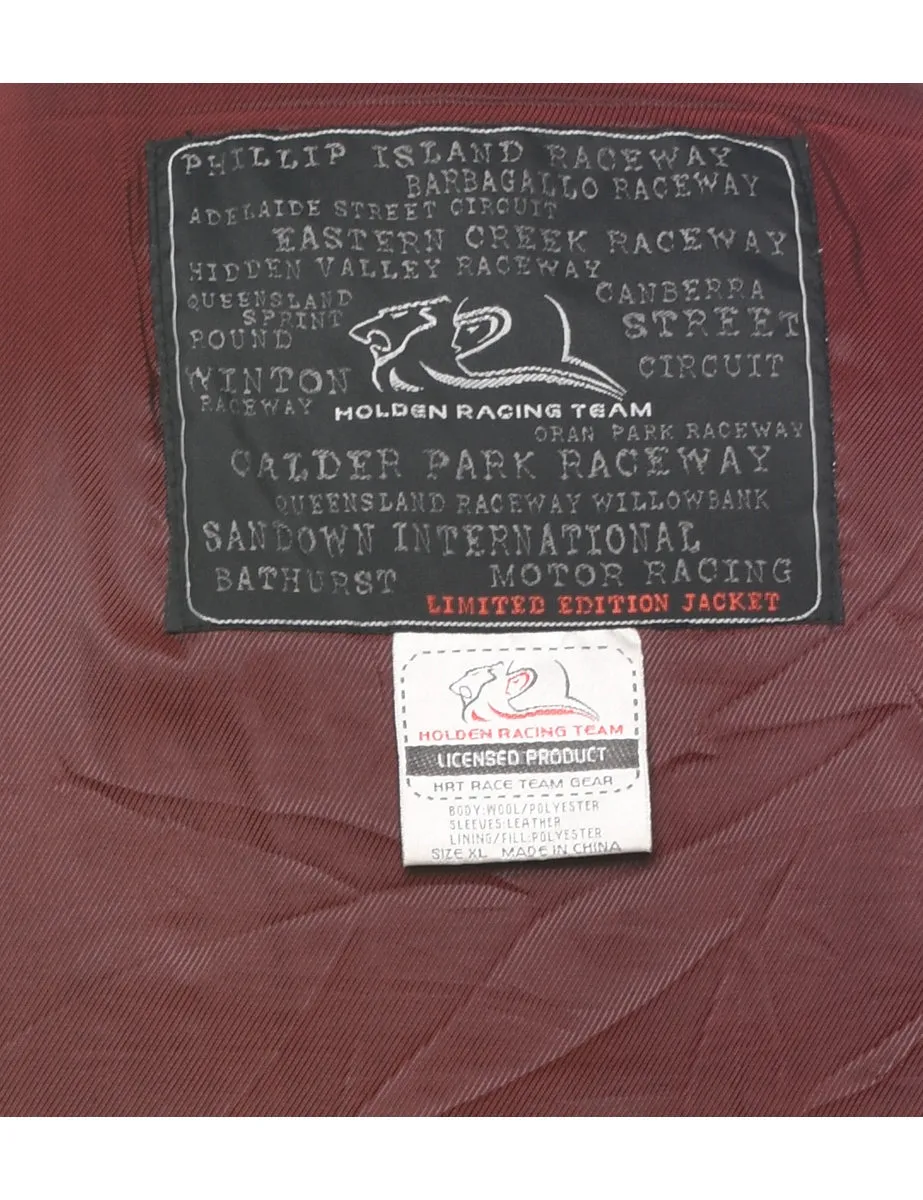 PHILLIP ISLAND RACEWAY
BARBAGALLO RACEWAY
ADELAIDE STREET CIRCUIT
EASTERN CREEK RACEWAY
HIDDEN VALLEY RACEWAY
QUEENSLAND
SPRINT
ROUND
CANBERRA
STREET
CIRCUIT
WINTON
RACEWAY
HOLDEN RACING TEAM
ORAN PARK RACEWAY
CALDER PARK RACEWAY
QUEENSLAND RACEWAY WILLOWBANK
SANDOWN INTERNATIONAL
BATHURST MOTOR RACING
LIMITED EDITION JACKET
HOLDEN RACING TEAM
LICENSED PRODUCT
HRT RACE TEAM GEAR
BODY:WOOL/POLYESTER
SLEEVES:LEATHER
LINING/FILL:POLYESTER
SIZE:XL MADE IN CHINA